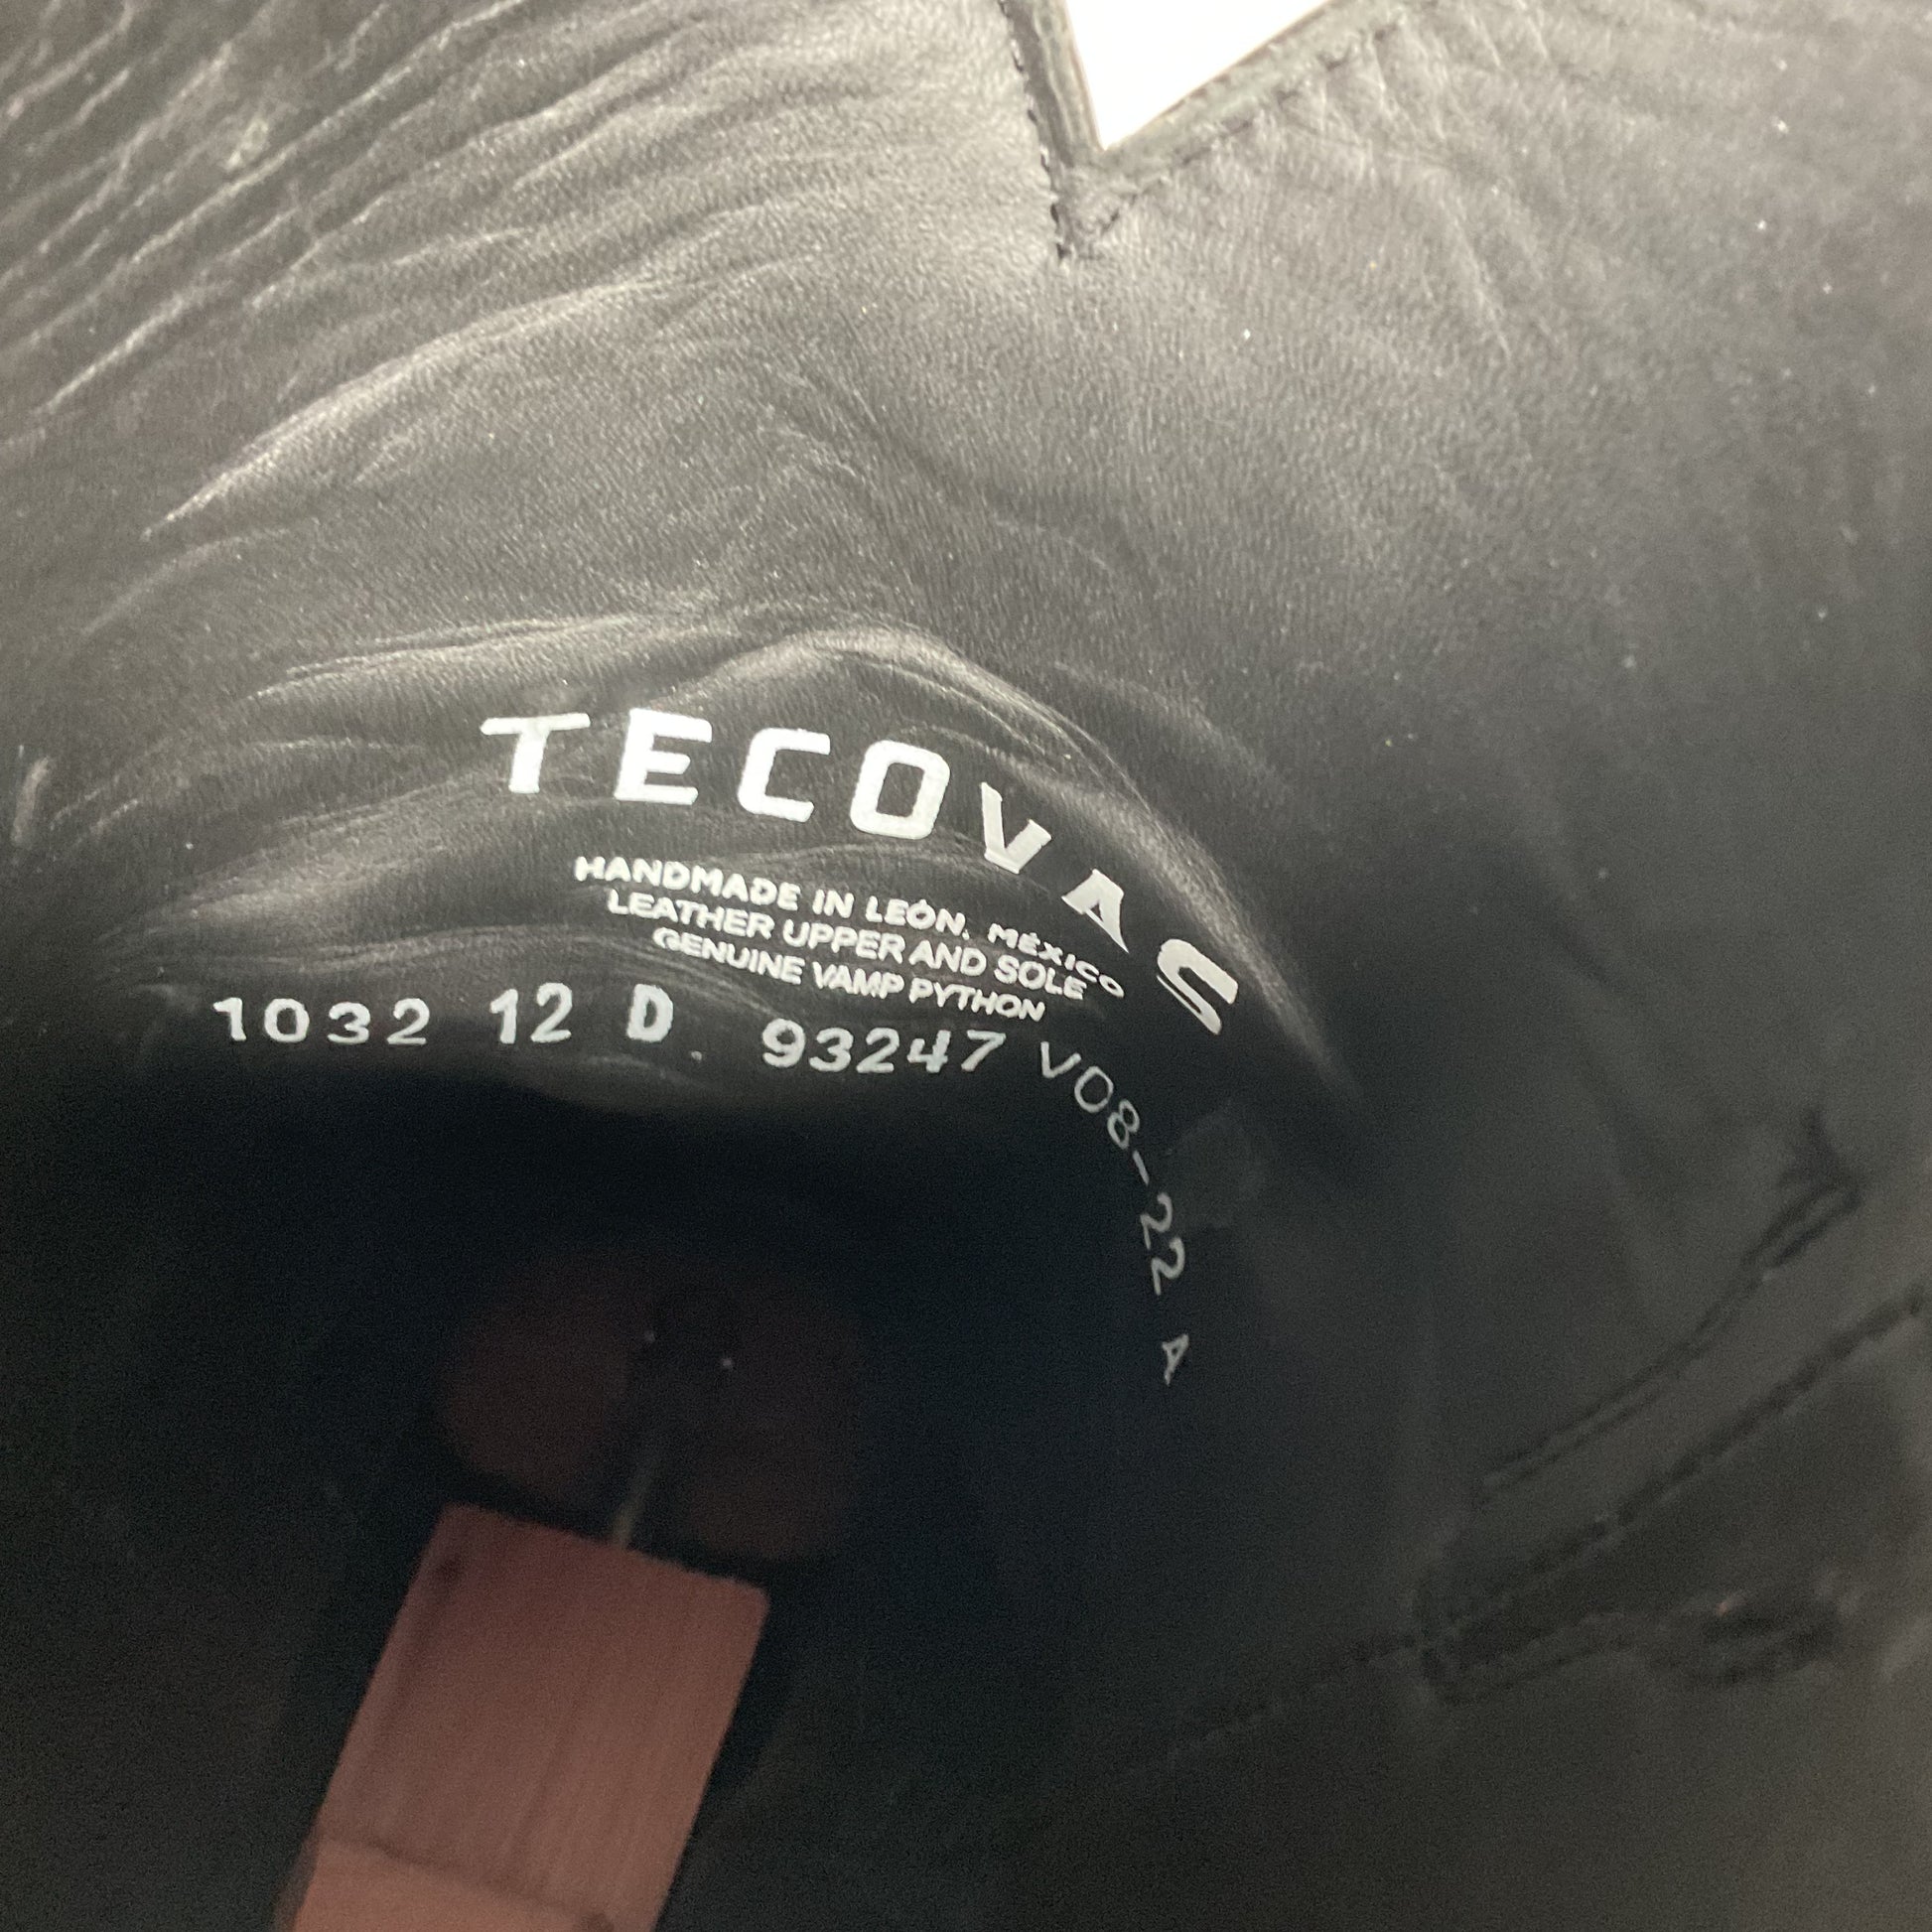 TECOVAS
HANDMADE IN LEÓN, MÉXICO
LEATHER UPPER AND SOLE
GENUINE VAMP PYTHON
1032 12 D. 93247 V08-22 A